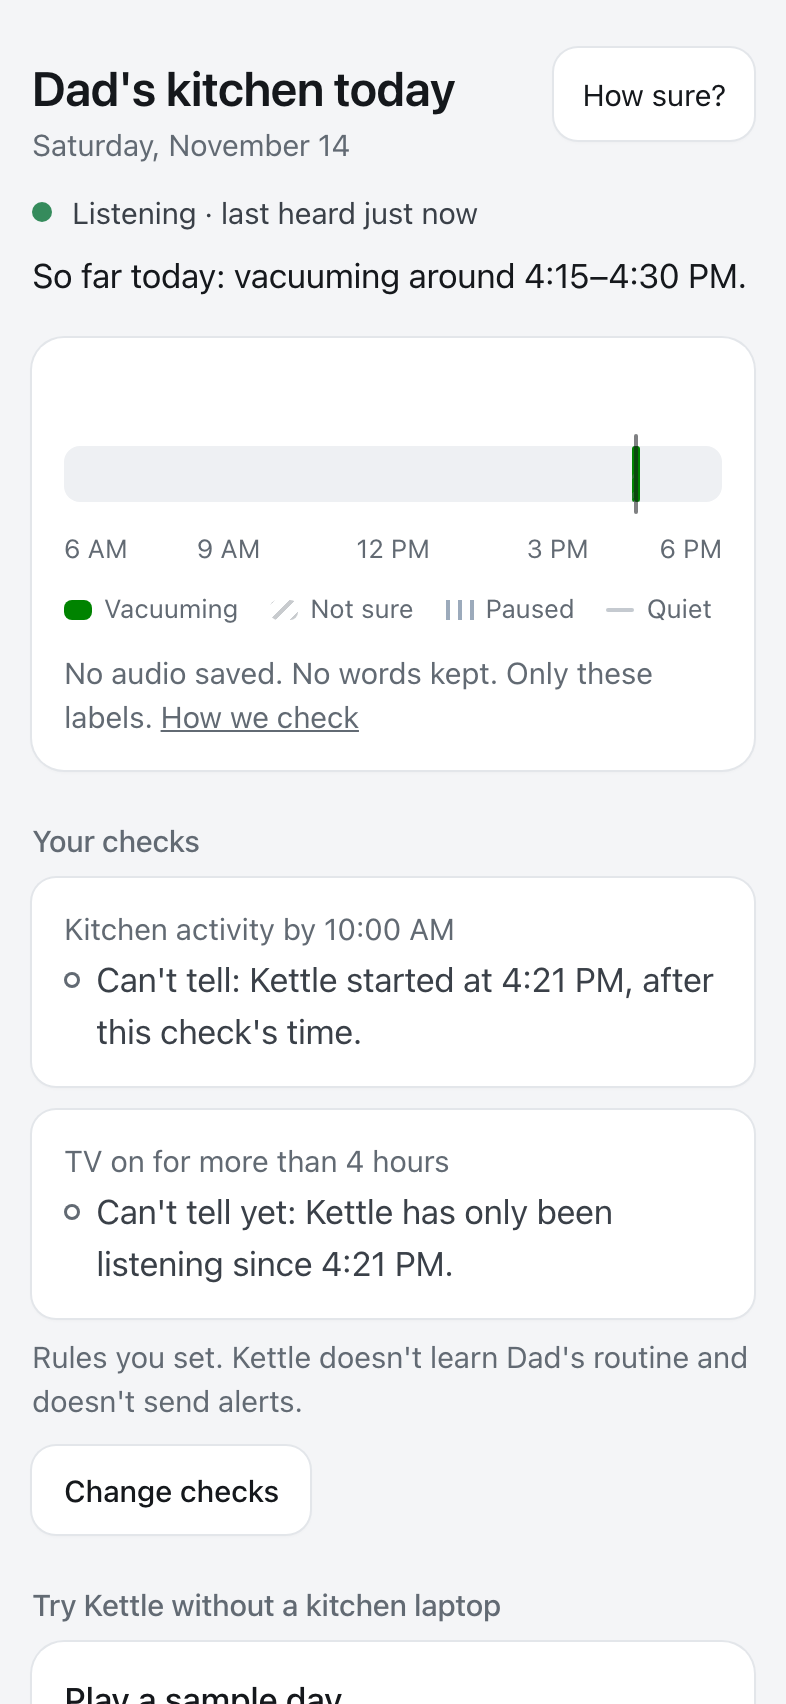 Dad's kitchen today
How sure?
Saturday, November 14
Listening · last heard just now
So far today: vacuuming around 4:15–4:30 PM.
6 AM 9 AM 12 PM 3 PM 6 PM
Vacuuming Not sure Paused Quiet
No audio saved. No words kept. Only these
labels. How we check
Your checks
Kitchen activity by 10:00 AM
Can't tell: Kettle started at 4:21 PM, after
this check's time.
TV on for more than 4 hours
Can't tell yet: Kettle has only been
listening since 4:21 PM.
Rules you set. Kettle doesn't learn Dad's routine and
doesn't send alerts.
Change checks
Try Kettle without a kitchen laptop
Play a sample day